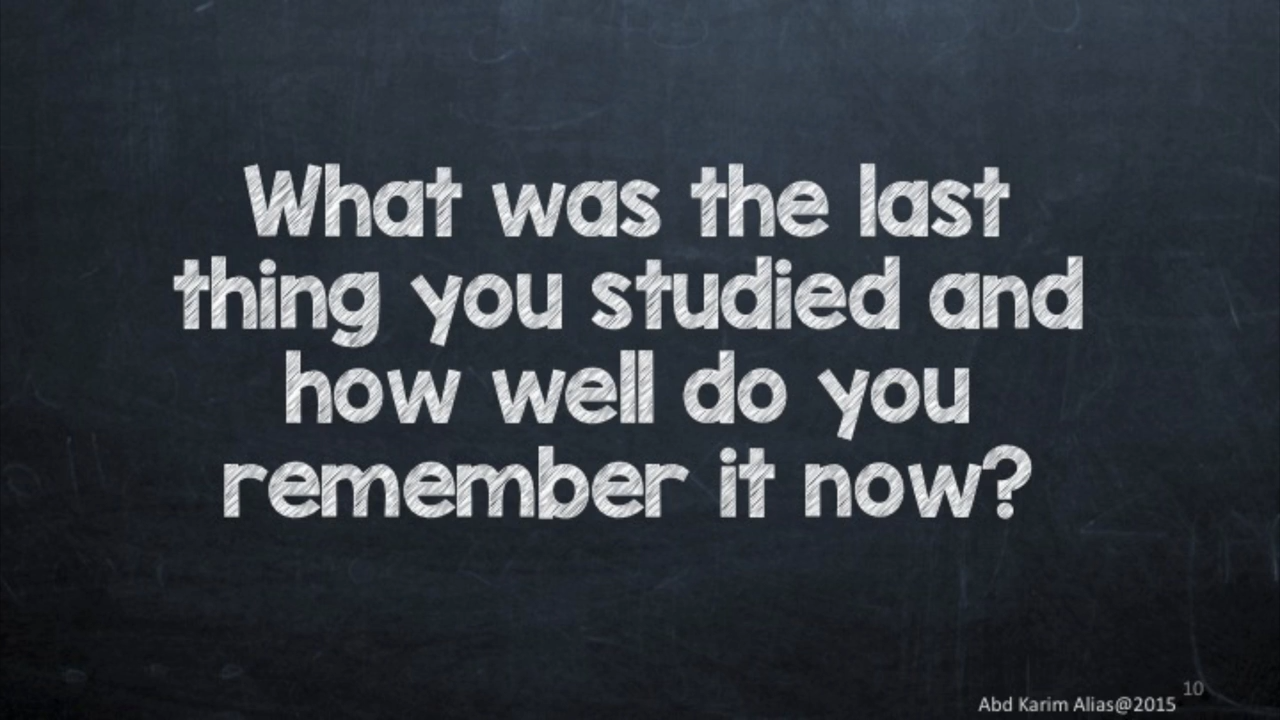 What was the last
thing you studied and
how well do you
remember it now?
10
Abd Karim Alias@2015